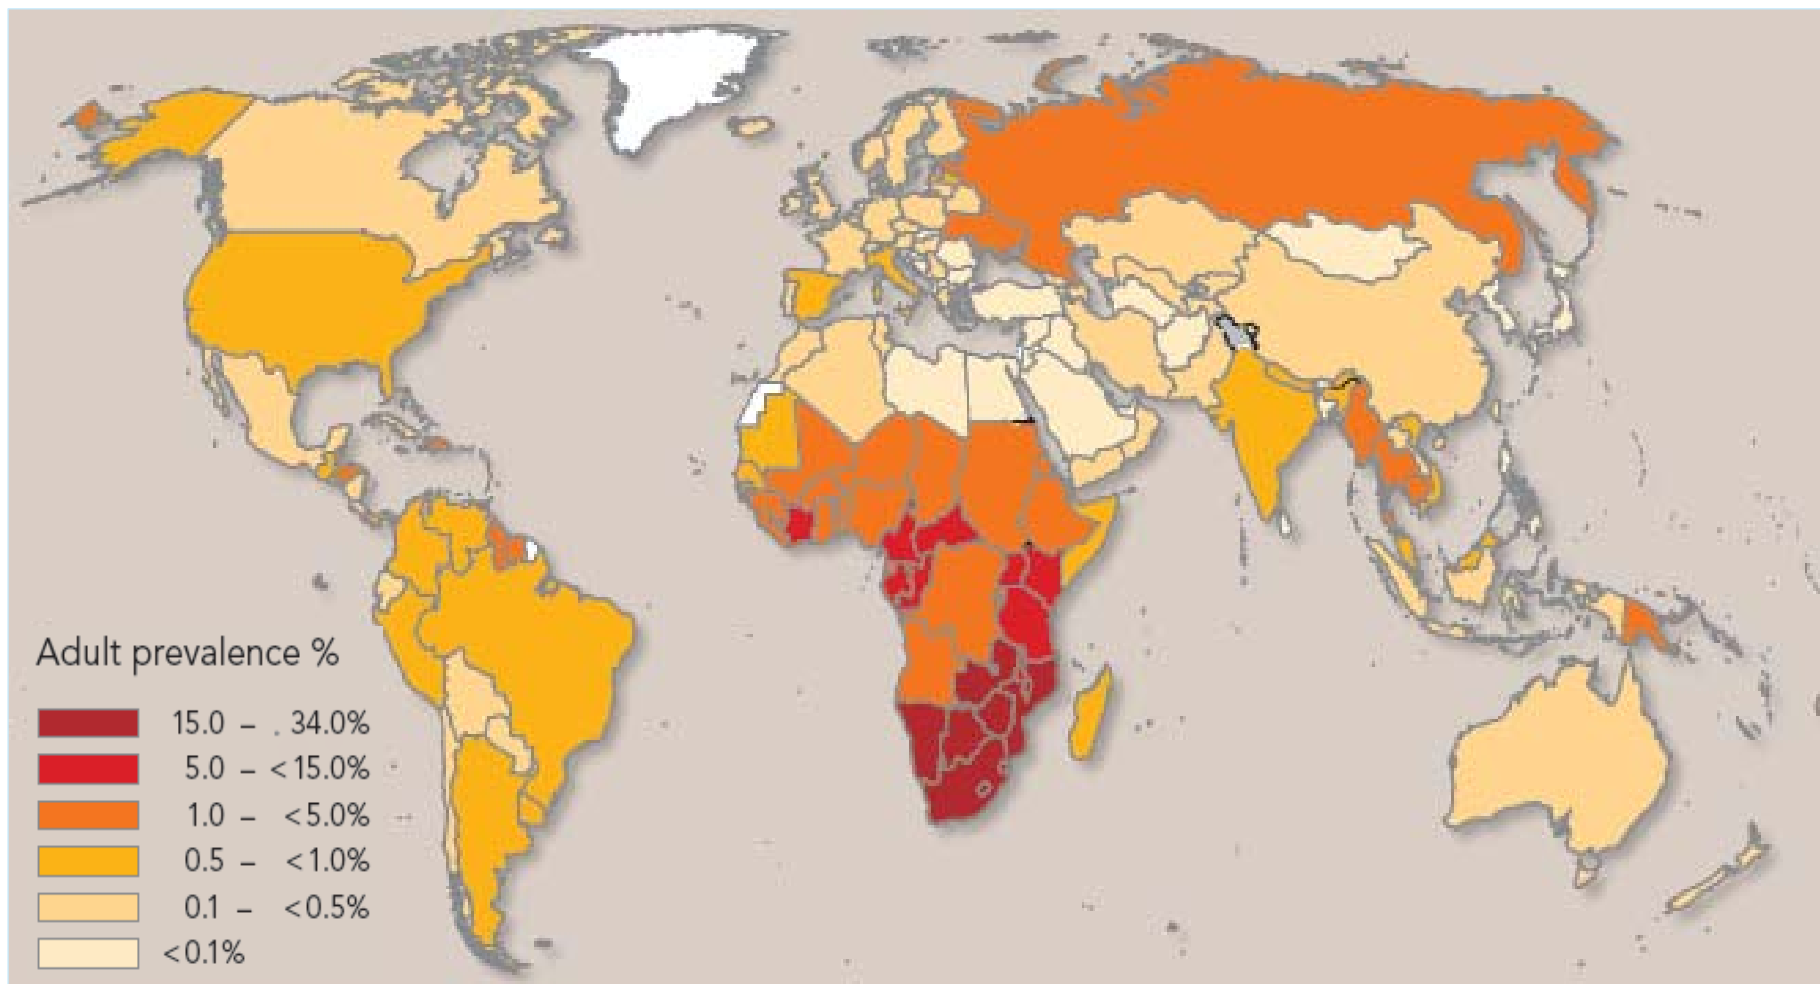 Adult prevalence %
15.0 – . 34.0%
5.0 – <15.0%
1.0 – <5.0%
0.5 – <1.0%
0.1 – <0.5%
<0.1%